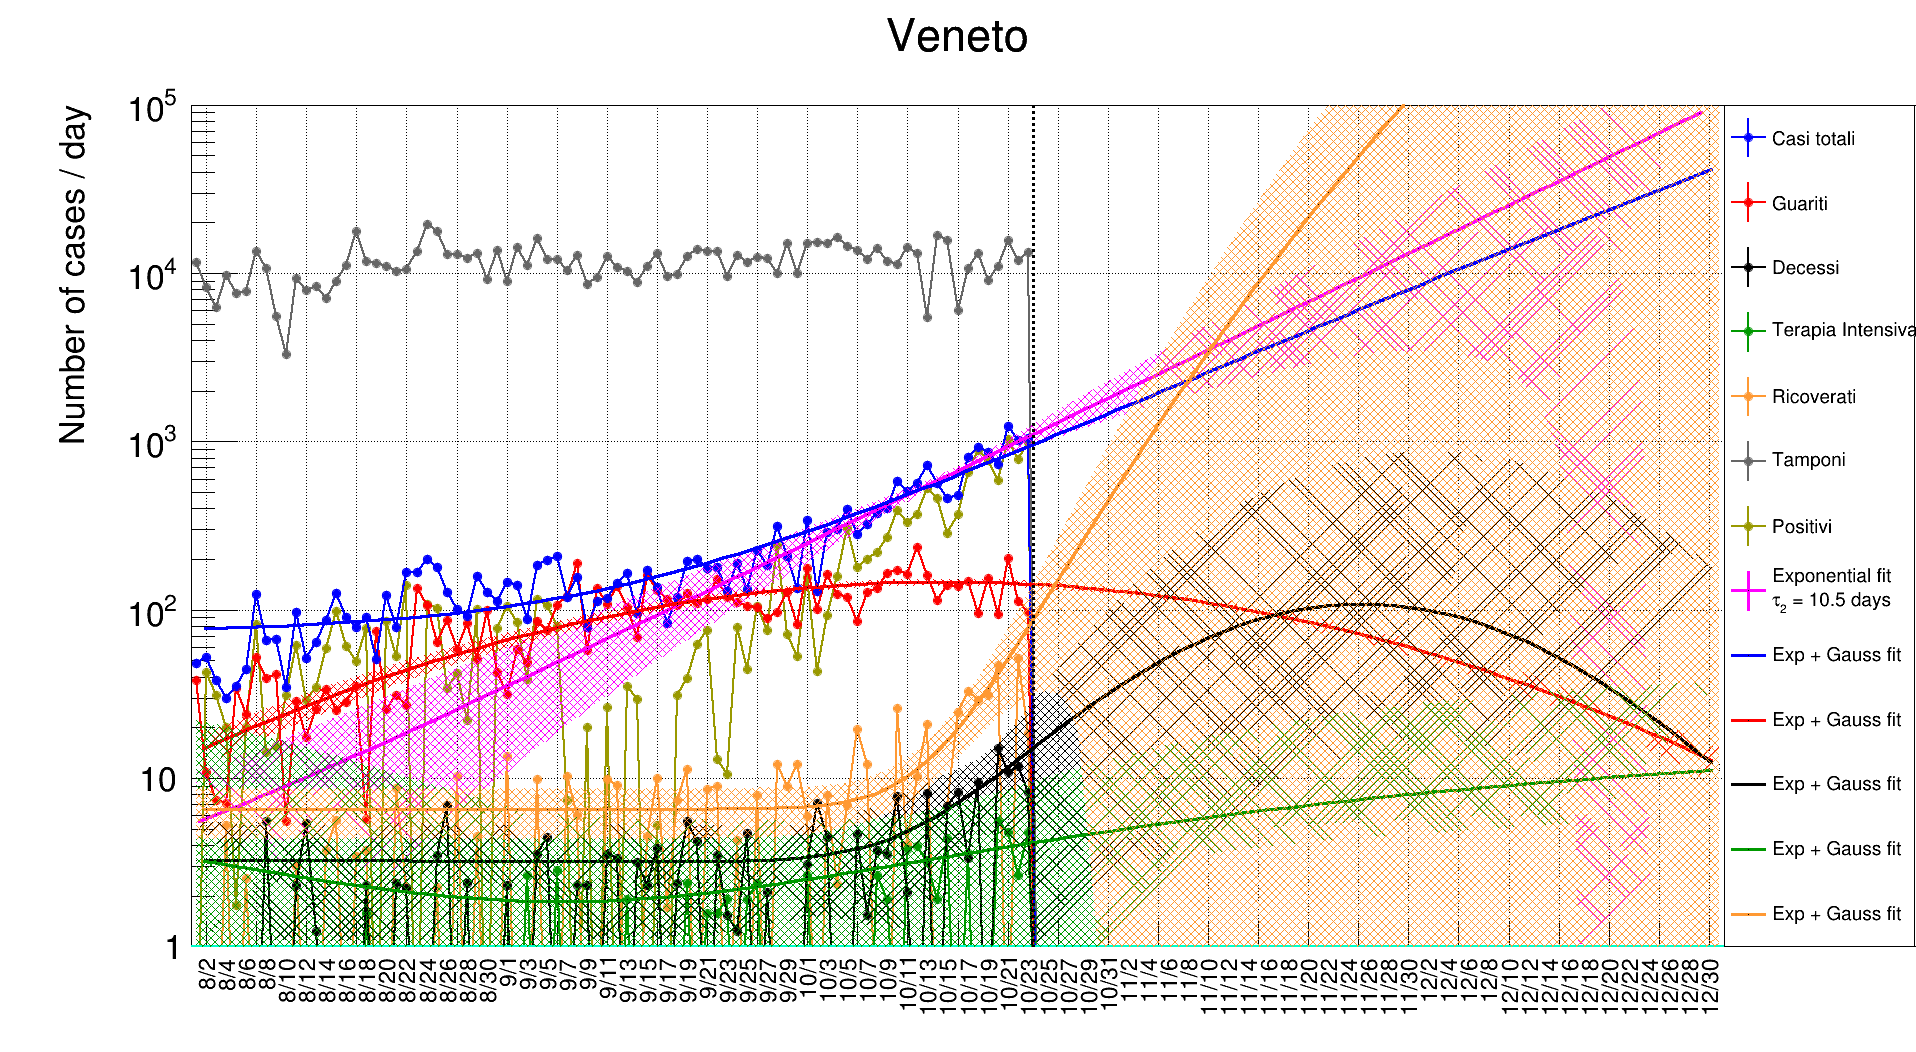 Veneto
Number of cases / day
10^5
10^4
10^3
10^2
10
1
8/2 8/4 8/6 8/8 8/10 8/12 8/14 8/16 8/18 8/20 8/22 8/24 8/26 8/28 8/30 9/1 9/3 9/5 9/7 9/9 9/11 9/13 9/15 9/17 9/19 9/21 9/23 9/25 9/27 9/29 10/1 10/3 10/5 10/7 10/9 10/11 10/13 10/15 10/17 10/19 10/21 10/23 10/25 10/27 10/29 10/31 11/2 11/4 11/6 11/8 11/10 11/12 11/14 11/16 11/18 11/20 11/22 11/24 11/26 11/28 11/30 12/2 12/4 12/6 12/8 12/10 12/12 12/14 12/16 12/18 12/20 12/22 12/24 12/26 12/28 12/30
Casi totali
Guariti
Decessi
Terapia Intensiva
Ricoverati
Tamponi
Positivi
Exponential fit
τ₂ = 10.5 days
Exp + Gauss fit
Exp + Gauss fit
Exp + Gauss fit
Exp + Gauss fit
Exp + Gauss fit